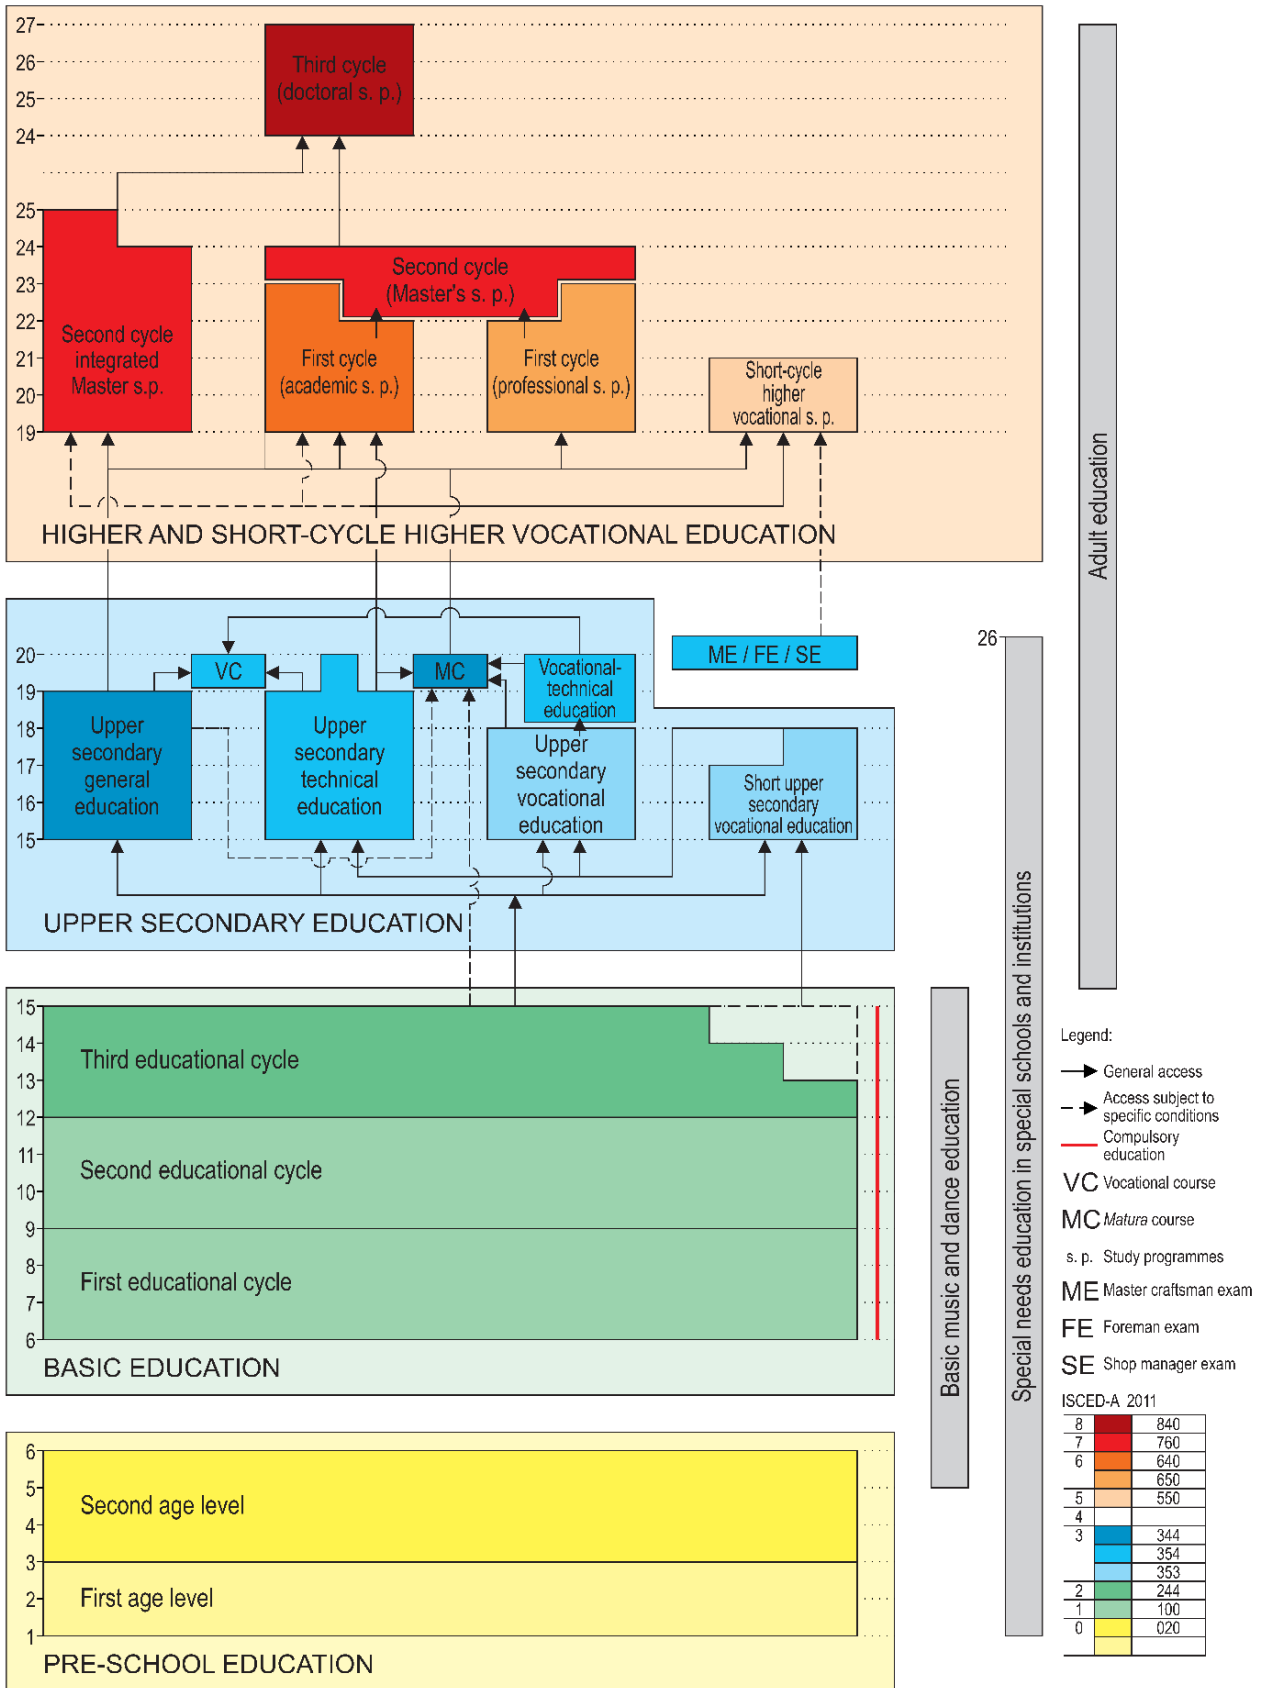 27
26
25
24
Third cycle
(doctoral s. p.)
25
24
23
22
21
20
19
Second cycle
integrated
Master s.p.
Second cycle
(Master's s. p.)
First cycle
(academic s. p.)
First cycle
(professional s. p.)
Short-cycle
higher
vocational s. p.
HIGHER AND SHORT-CYCLE HIGHER VOCATIONAL EDUCATION
20
19
18
17
16
15
VC
MC
Vocational-
technical
education
ME / FE / SE
Upper
secondary
general
education
Upper
secondary
technical
education
Upper
secondary
vocational
education
Short upper
secondary
vocational education
UPPER SECONDARY EDUCATION
15
14
13
12
11
10
9
8
7
6
Third educational cycle
Second educational cycle
First educational cycle
BASIC EDUCATION
6
5
4
3
2
1
Second age level
First age level
PRE-SCHOOL EDUCATION
Basic music and dance education
26
Special needs education in special schools and institutions
Adult education
Legend:
General access
Access subject to
specific conditions
Compulsory
education
VC Vocational course
MC Matura course
s. p. Study programmes
ME Master craftsman exam
FE Foreman exam
SE Shop manager exam
ISCED-A 2011
8 840
7 760
6 640
650
5 550
4
3 344
354
353
2 244
1 100
0 020